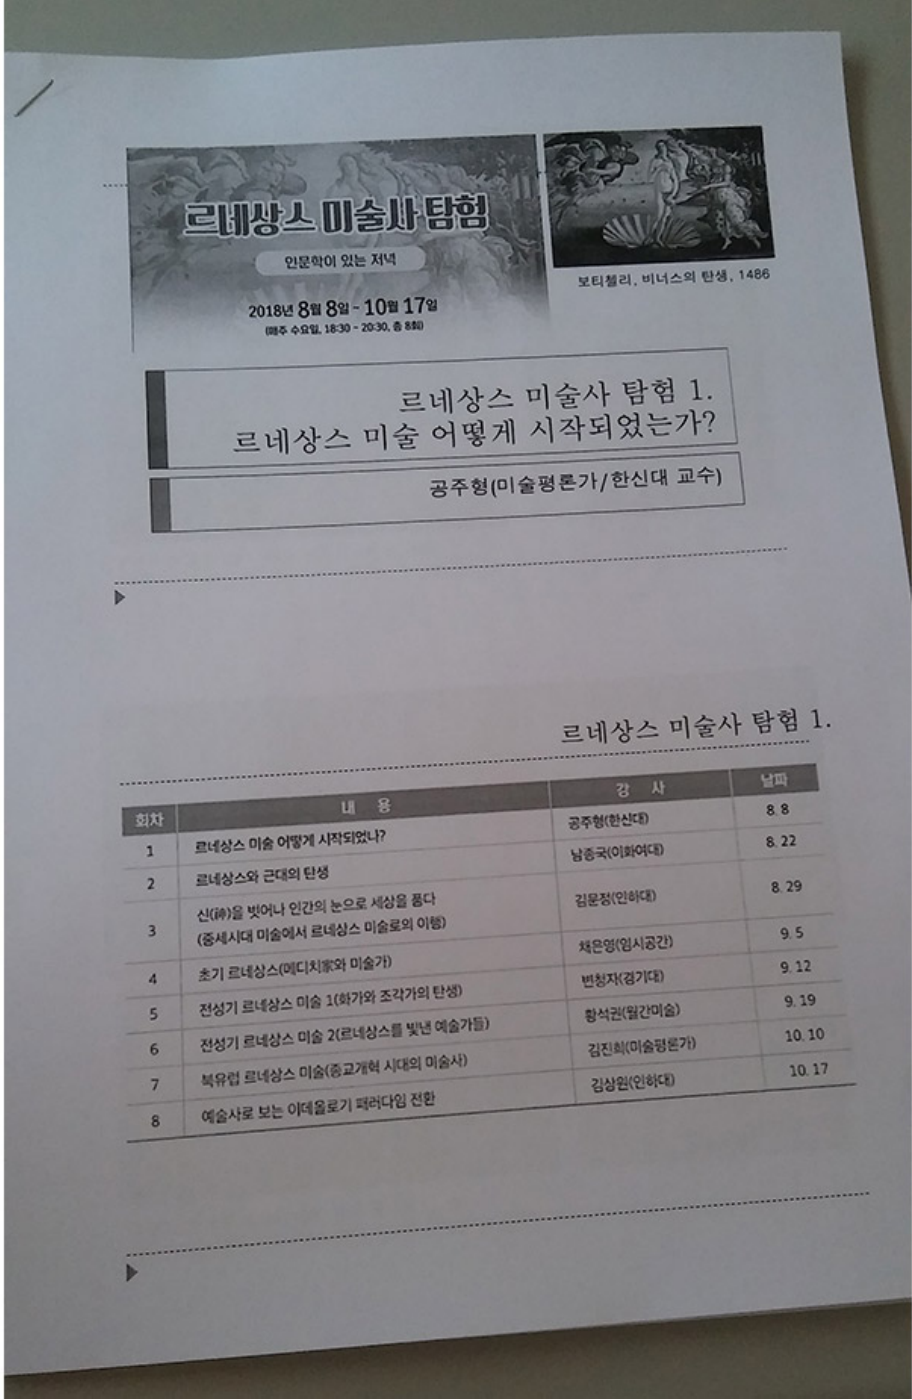 르네상스 미술사 탐험
인문학이 있는 저녁
2018년 8월 8일 ~ 10월 17일
(매주 수요일, 18:30 ~ 20:30, 총 8회)
보티첼리, 비너스의 탄생, 1486
르네상스 미술사 탐험 1.
르네상스 미술 어떻게 시작되었는가?
공주형(미술평론가/한신대 교수)
르네상스 미술사 탐험 1.
회차 내 용 강 사 날짜
1 르네상스 미술 어떻게 시작되었나? 공주형(한신대) 8. 8
2 르네상스와 근대의 탄생 남종국(이화여대) 8. 22
3 신(神)을 벗어나 인간의 눈으로 세상을 품다
(중세시대 미술에서 르네상스 미술로의 이행) 김문정(인하대) 8. 29
4 초기 르네상스(메디치家와 미술가) 채은영(임시공간) 9. 5
5 전성기 르네상스 미술 1(화가와 조각가의 탄생) 변청자(경기대) 9. 12
6 전성기 르네상스 미술 2(르네상스를 빛낸 예술가들) 황석권(월간미술) 9. 19
7 북유럽 르네상스 미술(종교개혁 시대의 미술사) 김진희(미술평론가) 10. 10
8 예술사로 보는 이데올로기 패러다임 전환 김상원(인하대) 10. 17